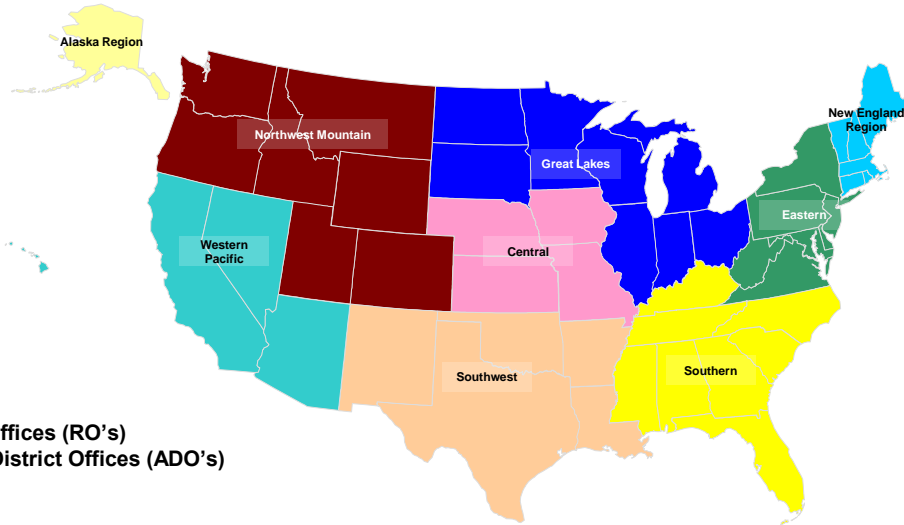 Alaska Region
New England
Region
Northwest Mountain
Great Lakes
Eastern
Western
Pacific
Central
Southwest
Southern
ffices (RO’s)
District Offices (ADO’s)